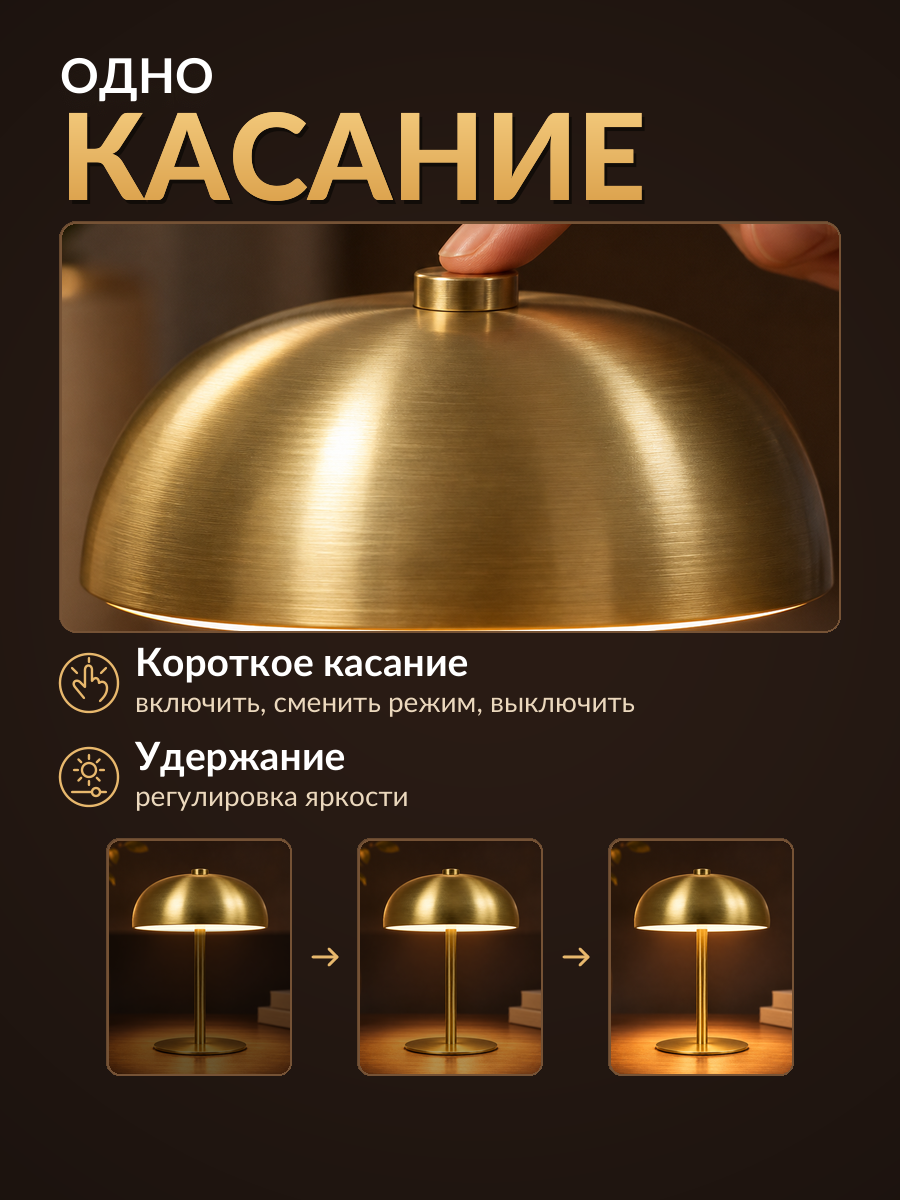 ОДНО
КАСАНИЕ
Короткое касание
включить, сменить режим, выключить
Удержание
регулировка яркости